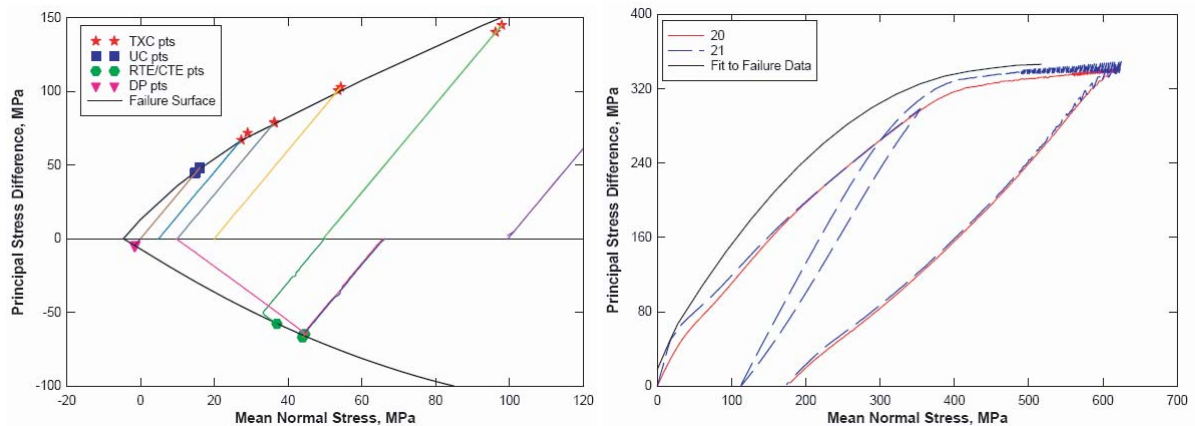 TXC pts
UC pts
RTE/CTE pts
DP pts
Failure Surface
Principal Stress Difference, MPa
150
100
50
0
-50
-100
-20 0 20 40 60 80 100 120
Mean Normal Stress, MPa
20
21
Fit to Failure Data
Principal Stress Difference, MPa
400
320
240
160
80
0
0 100 200 300 400 500 600 700
Mean Normal Stress, MPa